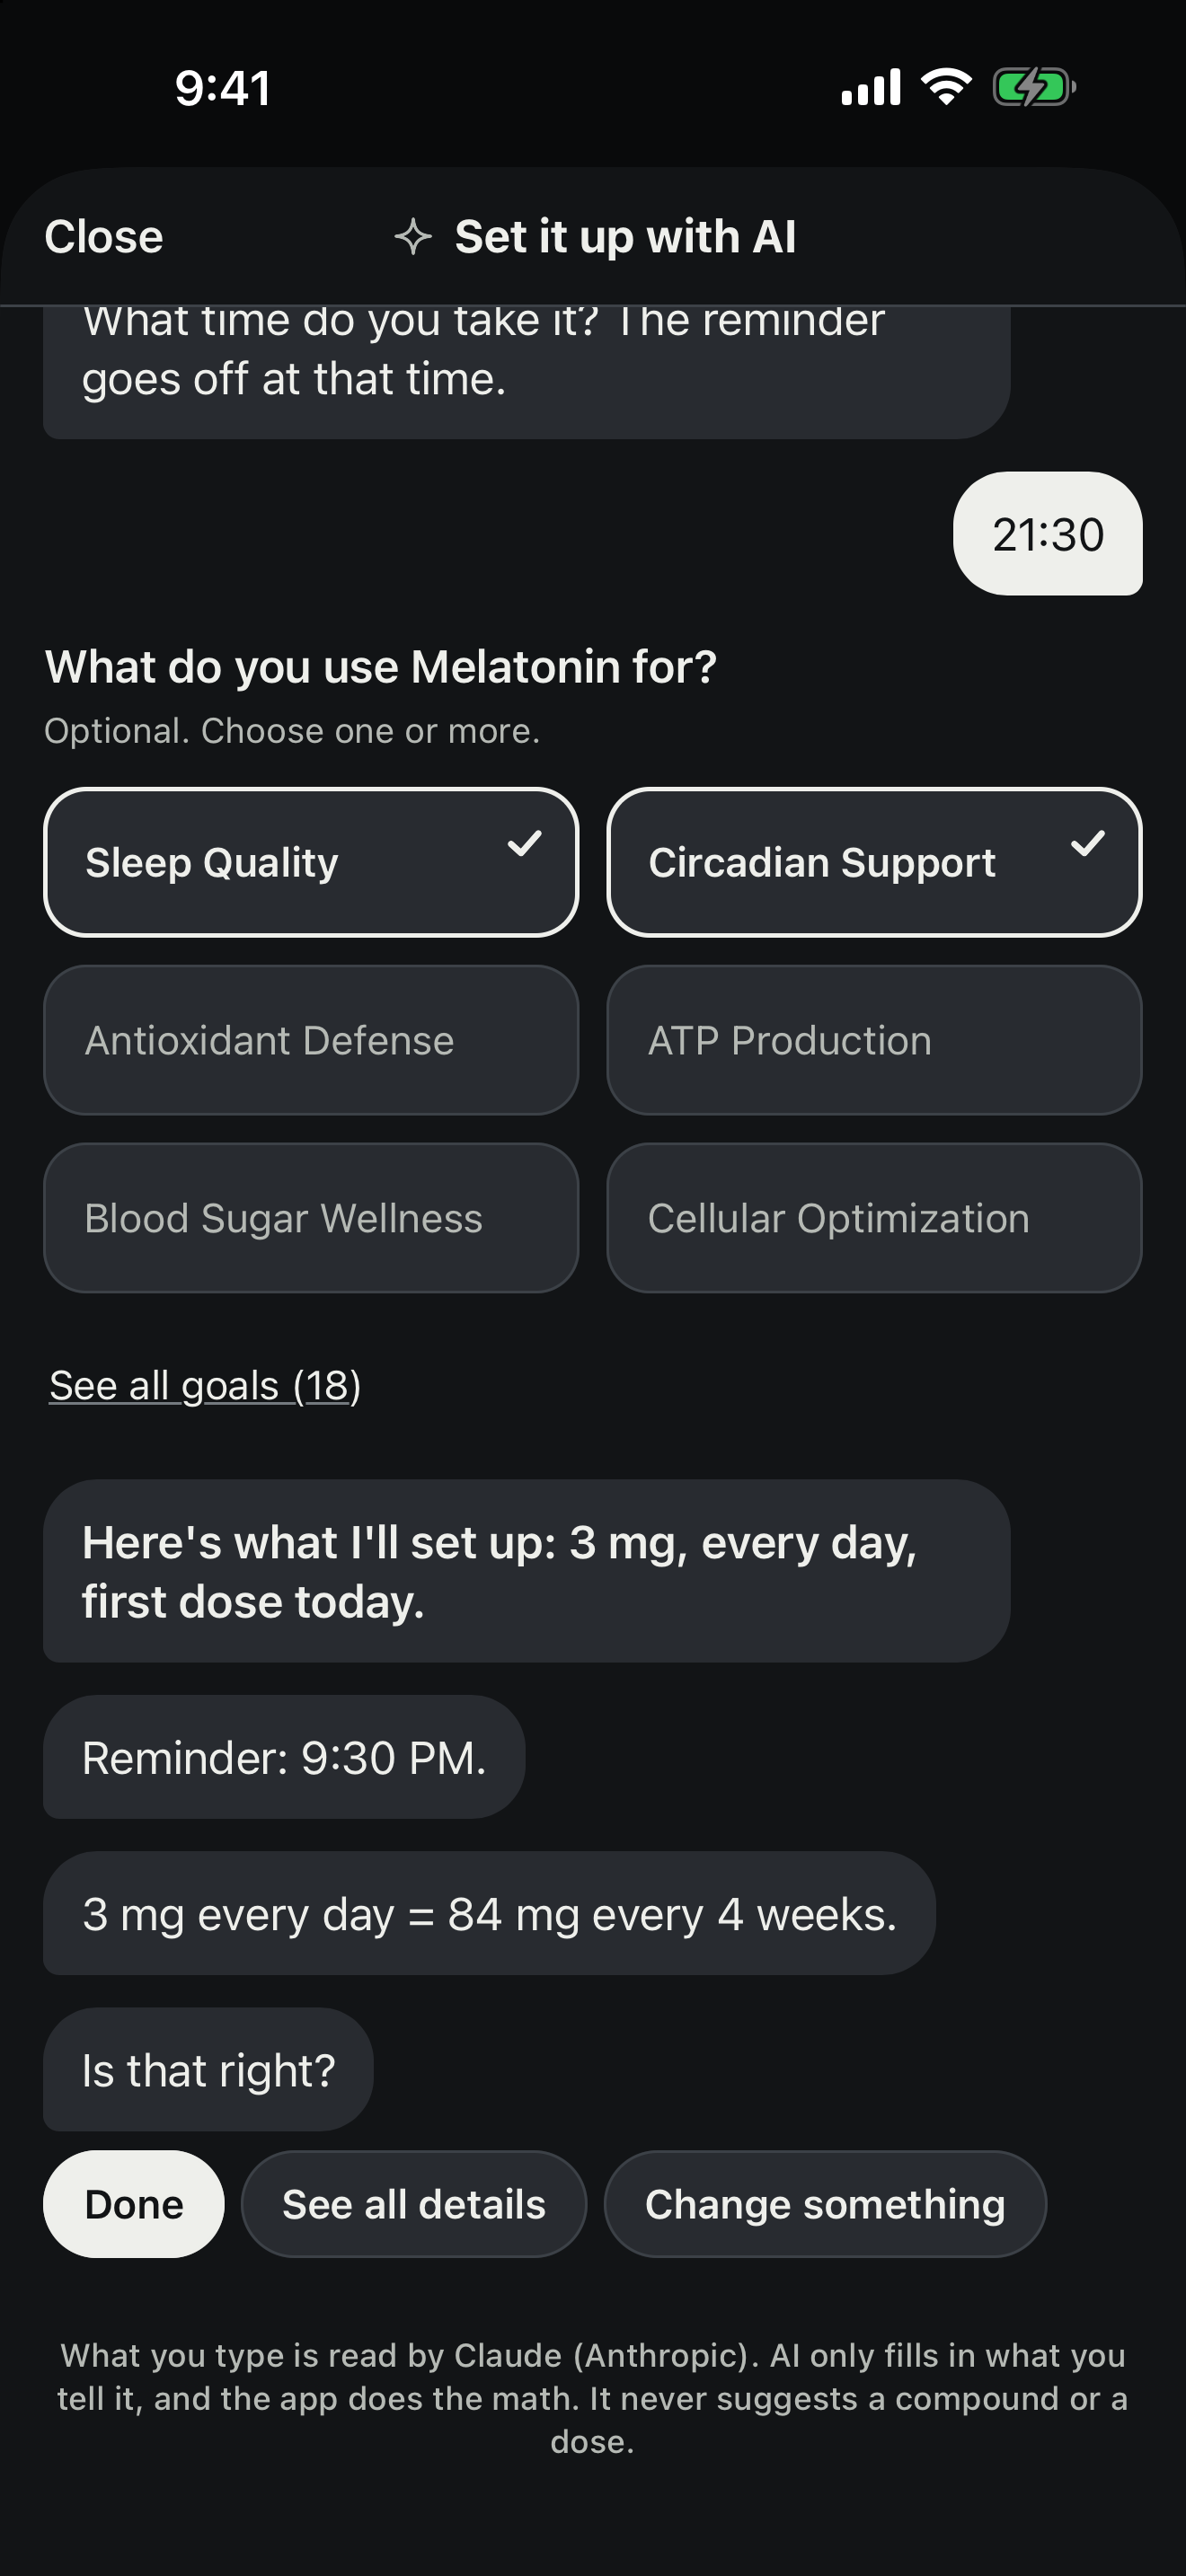 9:41
Close
Set it up with AI
What time do you take it? The reminder
goes off at that time.
21:30
What do you use Melatonin for?
Optional. Choose one or more.
Sleep Quality
Circadian Support
Antioxidant Defense
ATP Production
Blood Sugar Wellness
Cellular Optimization
See all goals (18)
Here's what I'll set up: 3 mg, every day,
first dose today.
Reminder: 9:30 PM.
3 mg every day = 84 mg every 4 weeks.
Is that right?
Done
See all details
Change something
What you type is read by Claude (Anthropic). AI only fills in what you
tell it, and the app does the math. It never suggests a compound or a
dose.